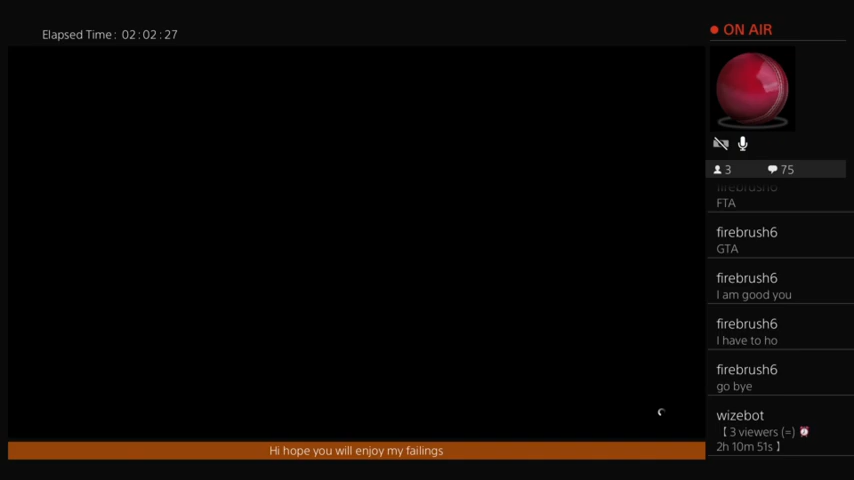 Elapsed Time: 02:02:27
ON AIR
3 75
firebrush6
FTA
firebrush6
GTA
firebrush6
I am good you
firebrush6
I have to ho
firebrush6
go bye
wizebot
【 3 viewers (=) ⏰
2h 10m 51s 】
Hi hope you will enjoy my failings